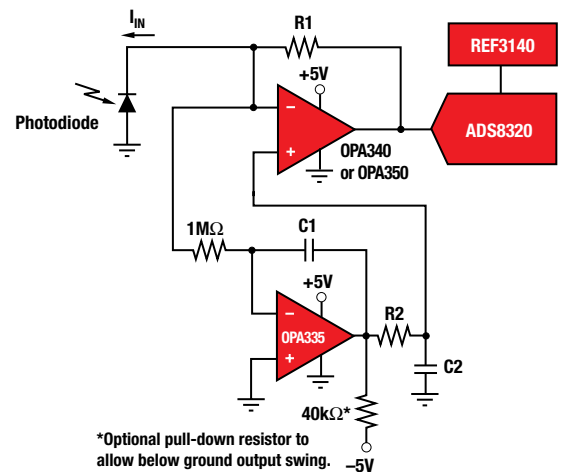 I_IN
R1
REF3140
+5V
Photodiode
−
+
ADS8320
OPA340
or OPA350
1MΩ
C1
+5V
−
OPA335
+
R2
C2
40kΩ*
*Optional pull-down resistor to
allow below ground output swing.
–5V